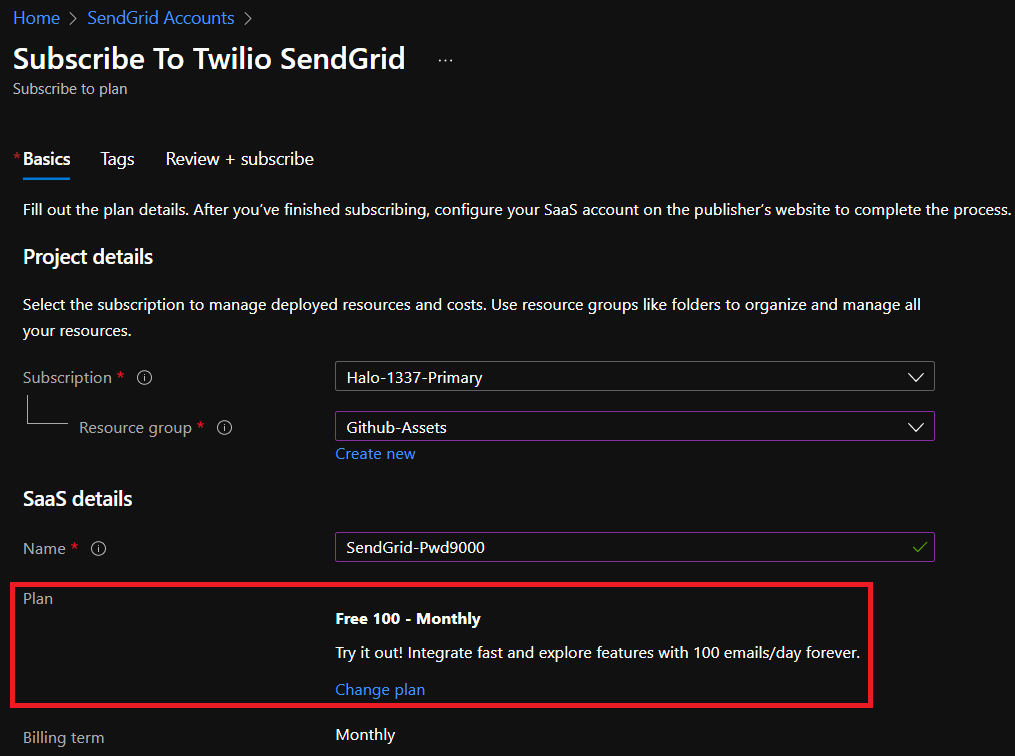 Home > SendGrid Accounts >
Subscribe To Twilio SendGrid ...
Subscribe to plan
* Basics Tags Review + subscribe
Fill out the plan details. After you’ve finished subscribing, configure your SaaS account on the publisher’s website to complete the process.
Project details
Select the subscription to manage deployed resources and costs. Use resource groups like folders to organize and manage all
your resources.
Subscription * Halo-1337-Primary
Resource group * Github-Assets
Create new
SaaS details
Name * SendGrid-Pwd9000
Plan
Free 100 - Monthly
Try it out! Integrate fast and explore features with 100 emails/day forever.
Change plan
Billing term Monthly